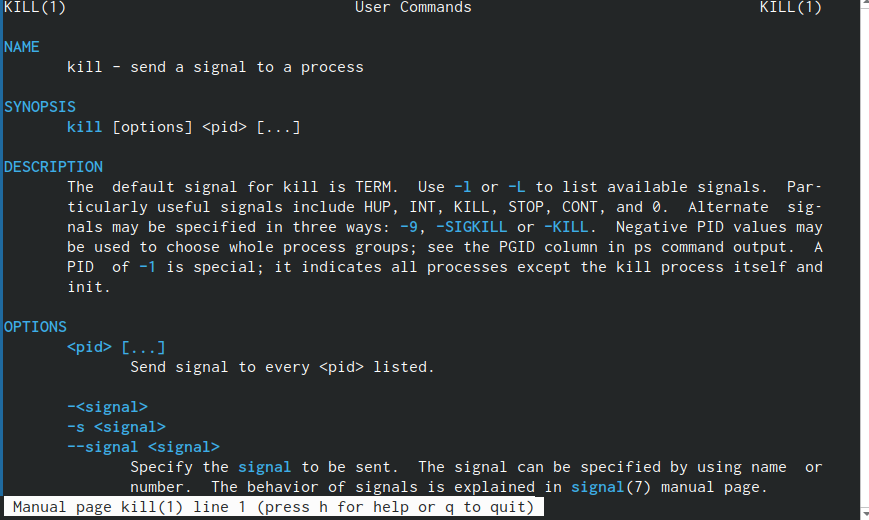 KILL(1) User Commands KILL(1)
NAME
kill - send a signal to a process
SYNOPSIS
kill [options] <pid> [...]
DESCRIPTION
The default signal for kill is TERM. Use -l or -L to list available signals. Par-
ticularly useful signals include HUP, INT, KILL, STOP, CONT, and 0. Alternate sig-
nals may be specified in three ways: -9, -SIGKILL or -KILL. Negative PID values may
be used to choose whole process groups; see the PGID column in ps command output. A
PID of -1 is special; it indicates all processes except the kill process itself and
init.
OPTIONS
<pid> [...]
Send signal to every <pid> listed.
-<signal>
-s <signal>
--signal <signal>
Specify the signal to be sent. The signal can be specified by using name or
number. The behavior of signals is explained in signal(7) manual page.
Manual page kill(1) line 1 (press h for help or q to quit)